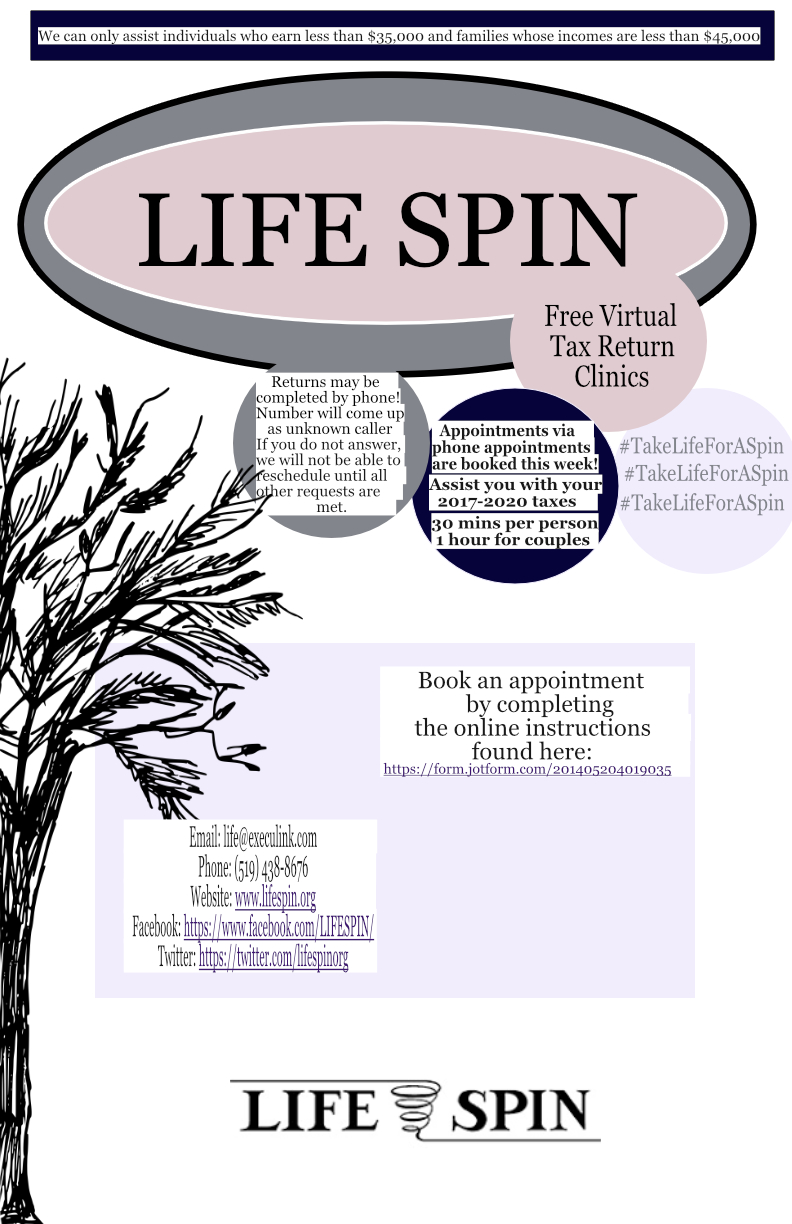 We can only assist individuals who earn less than $35,000 and families whose incomes are less than $45,000
LIFE SPIN
Free Virtual
Tax Return
Clinics
Returns may be
completed by phone!
Number will come up
as unknown caller
If you do not answer,
we will not be able to
reschedule until all
other requests are
met.
Appointments via
phone appointments
are booked this week!
Assist you with your
2017-2020 taxes
30 mins per person
1 hour for couples
#TakeLifeForASpin
#TakeLifeForASpin
#TakeLifeForASpin
Book an appointment
by completing
the online instructions
found here:
https://form.jotform.com/201405204019035
Email: life@execulink.com
Phone: (519) 438-8676
Website: www.lifespin.org
Facebook: https://www.facebook.com/LIFESPIN/
Twitter: https://twitter.com/lifespinorg
LIFE SPIN